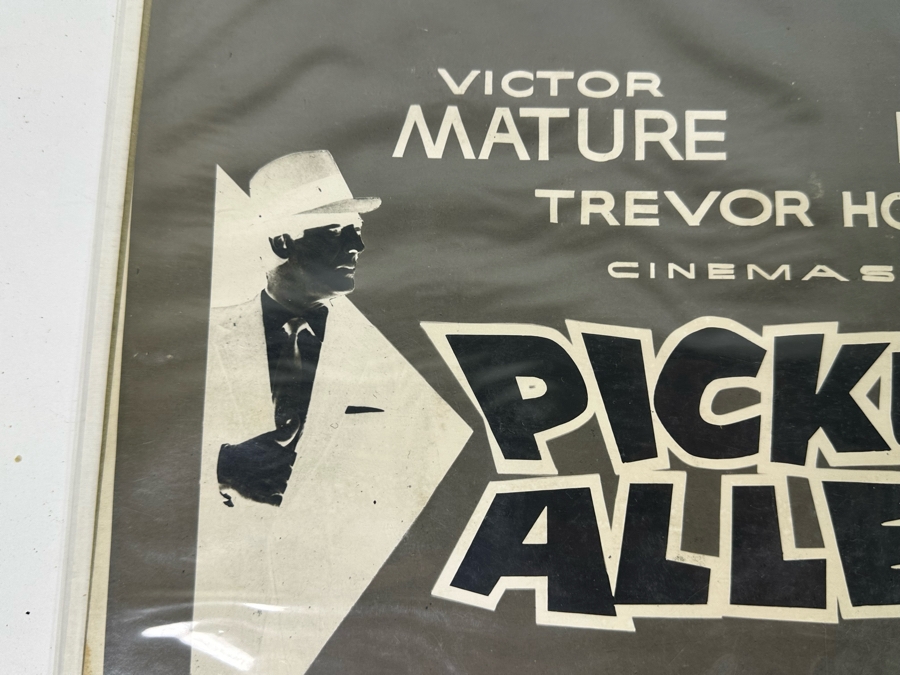 VICTOR
MATURE
TREVOR HO
CINEMAS
PICK
ALLE